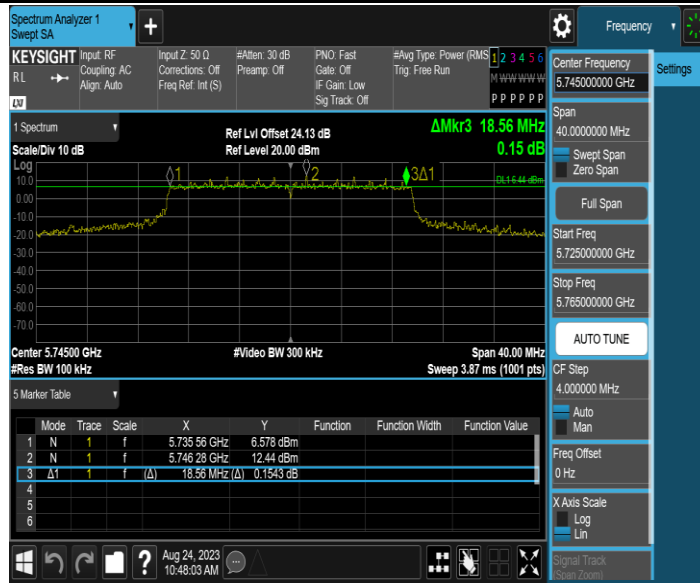 Spectrum Analyzer 1
Swept SA
+
Frequency
KEYSIGHT
RL
LXI
Input: RF
Coupling: AC
Align: Auto
Input Z: 50 Ω
Corrections: Off
Freq Ref: Int (S)
#Atten: 30 dB
Preamp: Off
PNO: Fast
Gate: Off
IF Gain: Low
Sig Track: Off
#Avg Type: Power (RMS
Trig: Free Run
1 2 3 4 5 6
M W W W W W
P P P P P P
Center Frequency
5.745000000 GHz
Settings
Span
40.0000000 MHz
Swept Span
Zero Span
Full Span
Start Freq
5.725000000 GHz
Stop Freq
5.765000000 GHz
AUTO TUNE
CF Step
4.000000 MHz
Auto
Man
Freq Offset
0 Hz
X Axis Scale
Log
Lin
Signal Track
(Span Zoom)
1 Spectrum
Scale/Div 10 dB
Ref Lvl Offset 24.13 dB
Ref Level 20.00 dBm
ΔMkr3 18.56 MHz
0.15 dB
Log
10.0
0.00
-10.0
-20.0
-30.0
-40.0
-50.0
-60.0
-70.0
1
2
3Δ1
DL1 6.44 dBm
Center 5.74500 GHz
#Video BW 300 kHz
Span 40.00 MHz
#Res BW 100 kHz
Sweep 3.87 ms (1001 pts)
5 Marker Table
Mode Trace Scale X Y Function Function Width Function Value
1 N 1 f 5.735 56 GHz 6.578 dBm
2 N 1 f 5.746 28 GHz 12.44 dBm
3 Δ1 1 f (Δ) 18.56 MHz (Δ) 0.1543 dB
4
5
6
?
Aug 24, 2023
10:48:03 AM